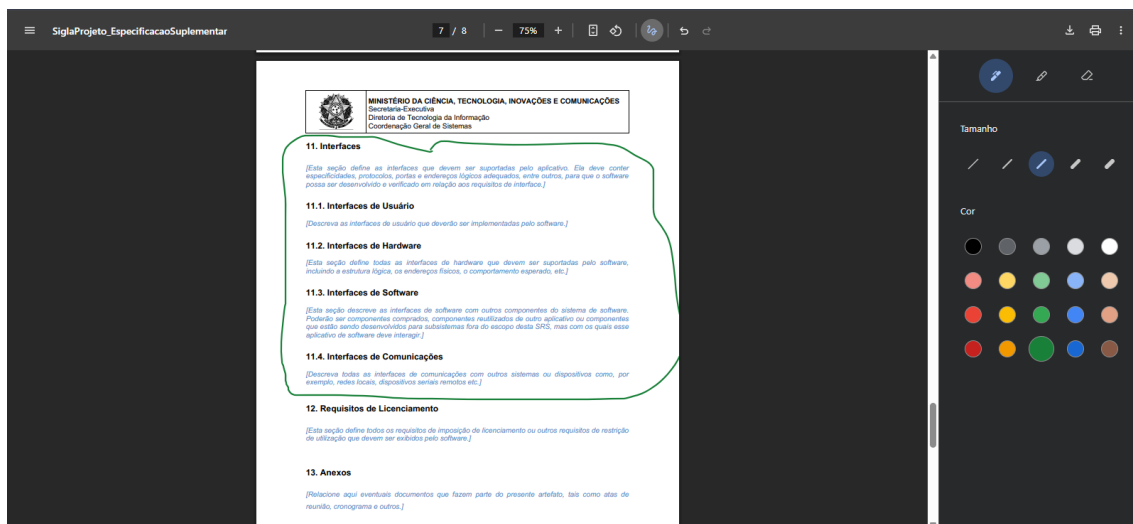 SiglaProjeto_EspecificacaoSuplementar
7 / 8
75%
MINISTÉRIO DA CIÊNCIA, TECNOLOGIA, INOVAÇÕES E COMUNICAÇÕES
Secretaria-Executiva
Diretoria de Tecnologia da Informação
Coordenação Geral de Sistemas
11. Interfaces
[Esta seção define as interfaces que devem ser suportadas pelo aplicativo. Ela deve conter
especificidades, protocolos, portas e endereços lógicos adequados, entre outros, para que o software
possa ser desenvolvido e verificado em relação aos requisitos de interface.]
11.1. Interfaces de Usuário
[Descreva as interfaces de usuário que deverão ser implementadas pelo software.]
11.2. Interfaces de Hardware
[Esta seção define todas as interfaces de hardware que devem ser suportadas pelo software,
incluindo a estrutura lógica, os endereços físicos, o comportamento esperado, etc.]
11.3. Interfaces de Software
[Esta seção descreve as interfaces de software com outros componentes do sistema de software.
Poderão ser componentes comprados, componentes reutilizados de outro aplicativo ou componentes
que estão sendo desenvolvidos para subsistemas fora do escopo desta SRS, mas com os quais esse
aplicativo de software deve interagir.]
11.4. Interfaces de Comunicações
[Descreva todas as interfaces de comunicações com outros sistemas ou dispositivos como, por
exemplo, redes locais, dispositivos seriais remotos etc.]
12. Requisitos de Licenciamento
[Esta seção define todos os requisitos de imposição de licenciamento ou outros requisitos de restrição
de utilização que devem ser exibidos pelo software.]
13. Anexos
[Relacione aqui eventuais documentos que fazem parte do presente artefato, tais como atas de
reunião, cronograma e outros.]
Tamanho
Cor